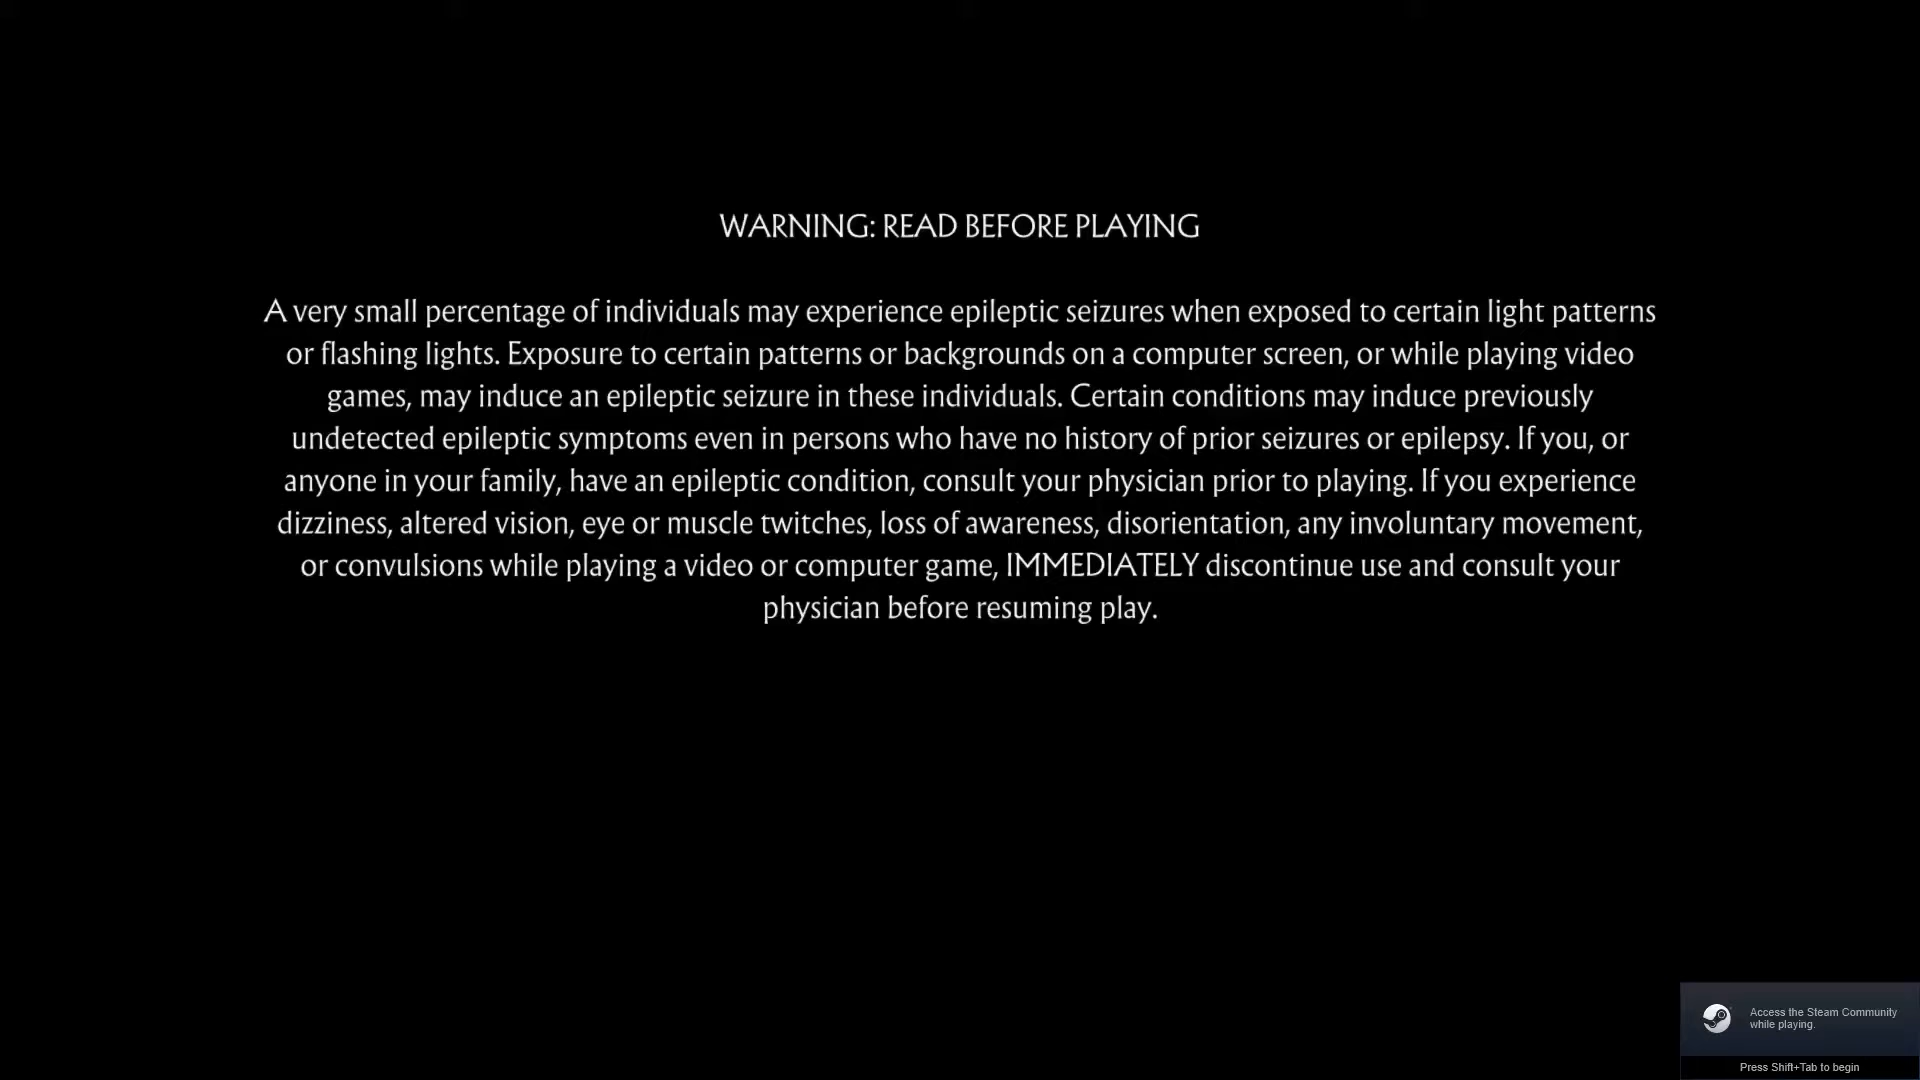 WARNING: READ BEFORE PLAYING
A very small percentage of individuals may experience epileptic seizures when exposed to certain light patterns
or flashing lights. Exposure to certain patterns or backgrounds on a computer screen, or while playing video
games, may induce an epileptic seizure in these individuals. Certain conditions may induce previously
undetected epileptic symptoms even in persons who have no history of prior seizures or epilepsy. If you, or
anyone in your family, have an epileptic condition, consult your physician prior to playing. If you experience
dizziness, altered vision, eye or muscle twitches, loss of awareness, disorientation, any involuntary movement,
or convulsions while playing a video or computer game, IMMEDIATELY discontinue use and consult your
physician before resuming play.
Access the Steam Community
while playing.
Press Shift+Tab to begin